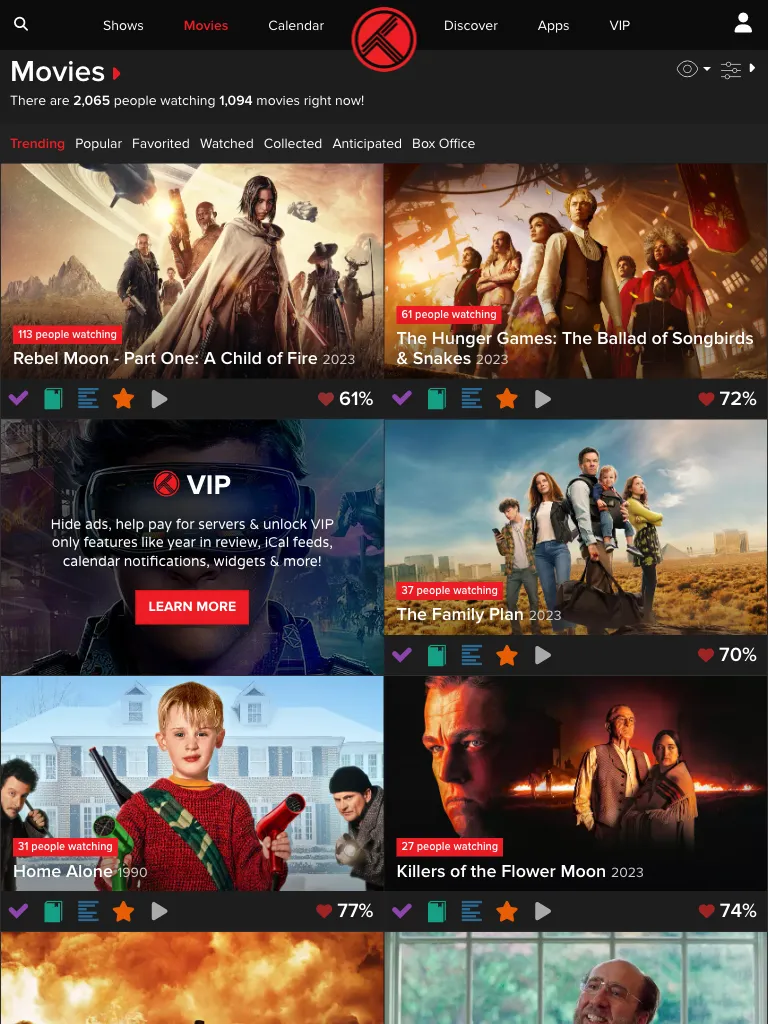 Shows Movies Calendar Discover Apps VIP
Movies
There are 2,065 people watching 1,094 movies right now!
Trending Popular Favorited Watched Collected Anticipated Box Office
113 people watching
Rebel Moon - Part One: A Child of Fire 2023
61%
61 people watching
The Hunger Games: The Ballad of Songbirds
& Snakes 2023
72%
VIP
Hide ads, help pay for servers & unlock VIP
only features like year in review, iCal feeds,
calendar notifications, widgets & more!
LEARN MORE
37 people watching
The Family Plan 2023
70%
31 people watching
Home Alone 1990
77%
27 people watching
Killers of the Flower Moon 2023
74%